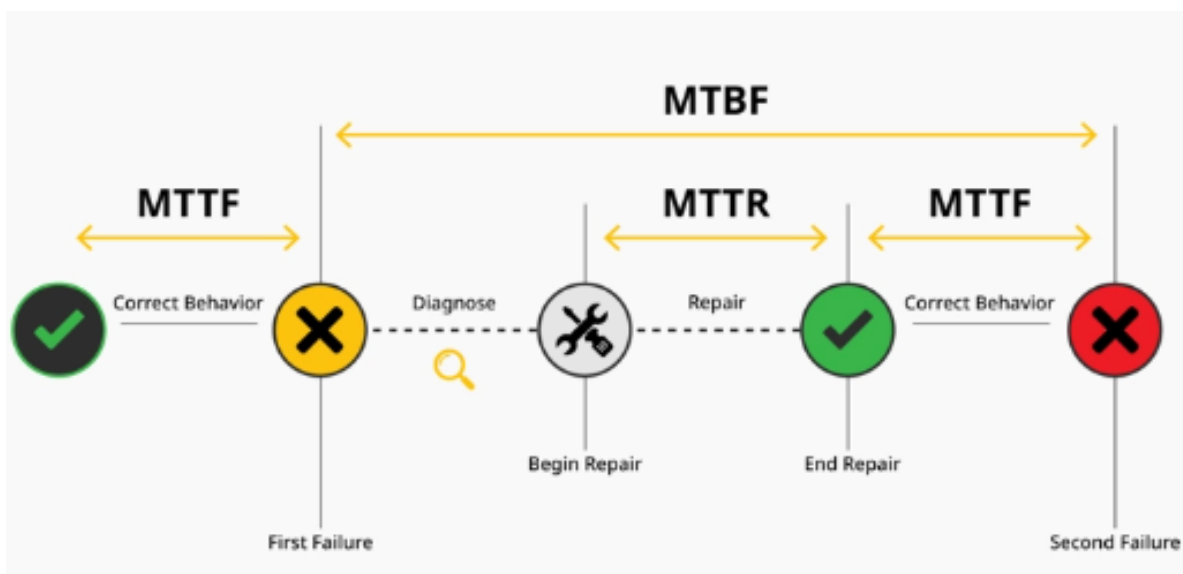 MTBF
MTTF
MTTR
MTTF
Correct Behavior
Diagnose
Repair
Correct Behavior
Begin Repair
End Repair
First Failure
Second Failure